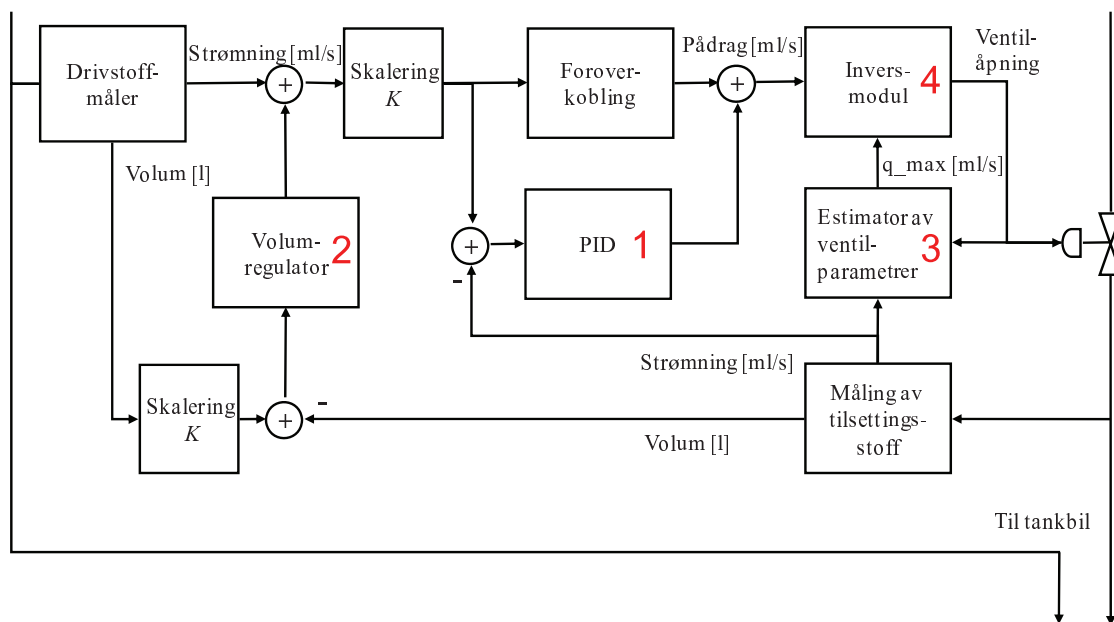 Drivstoff-
måler
Strømning [ml/s]
+
Skalering
K
Forover-
kobling
Pådrag [ml/s]
+
Invers-
modul
4
Ventil-
åpning
Volum [l]
q_max [ml/s]
Volum-
regulator
2
+
-
PID
1
Estimator av
ventil-
parametrer
3
Strømning [ml/s]
Skalering
K
+
-
Volum [l]
Måling av
tilsettings-
stoff
Til tankbil